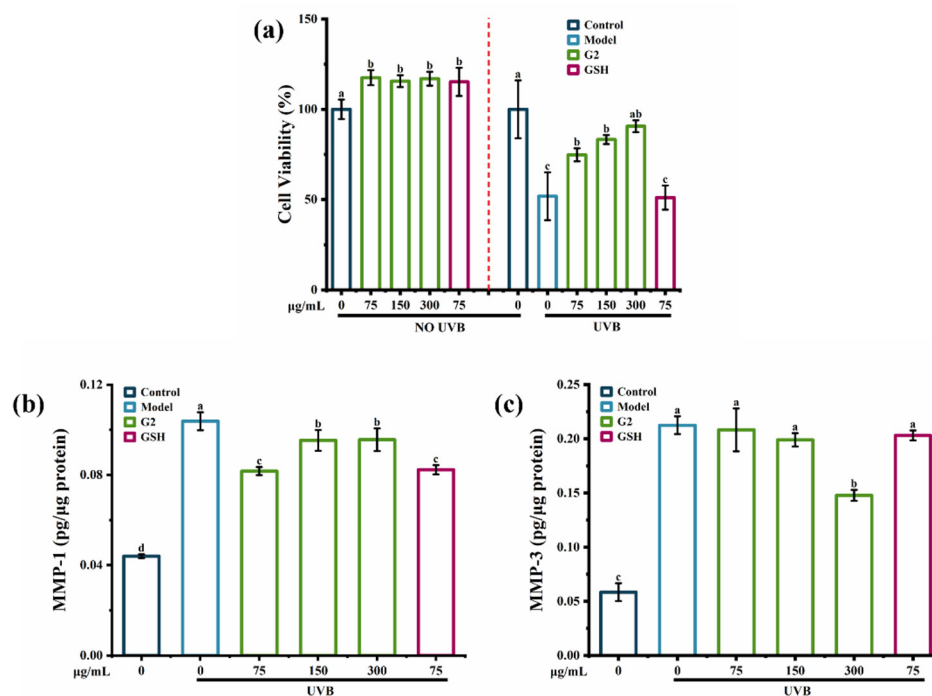 (a)
Cell Viability (%)
150
100
50
0
Control
Model
G2
GSH
a b b b b a c b b ab c
μg/mL 0 75 150 300 75 0 0 75 150 300 75
NO UVB UVB
(b)
MMP-1 (pg/μg protein)
0.12
0.08
0.04
0.00
Control
Model
G2
GSH
d a c b b c
μg/mL 0 0 75 150 300 75
UVB
(c)
MMP-3 (pg/μg protein)
0.25
0.20
0.15
0.10
0.05
0.00
Control
Model
G2
GSH
c a a a b a
μg/mL 0 0 75 150 300 75
UVB